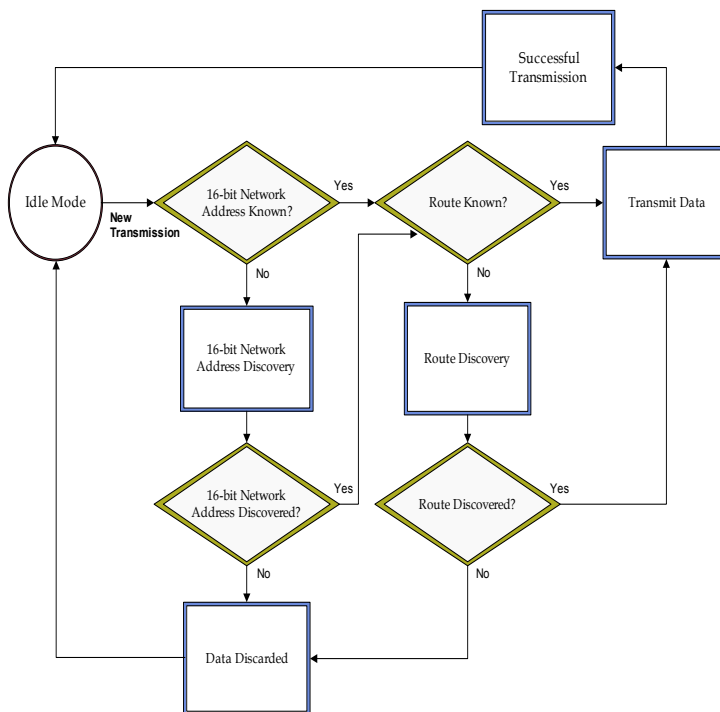 Successful
Transmission
Idle Mode
New
Transmission
16-bit Network
Address Known?
Yes
Route Known?
Yes
Transmit Data
No
No
16-bit Network
Address Discovery
Route Discovery
16-bit Network
Address Discovered?
Yes
Route Discovered?
Yes
No
No
Data Discarded